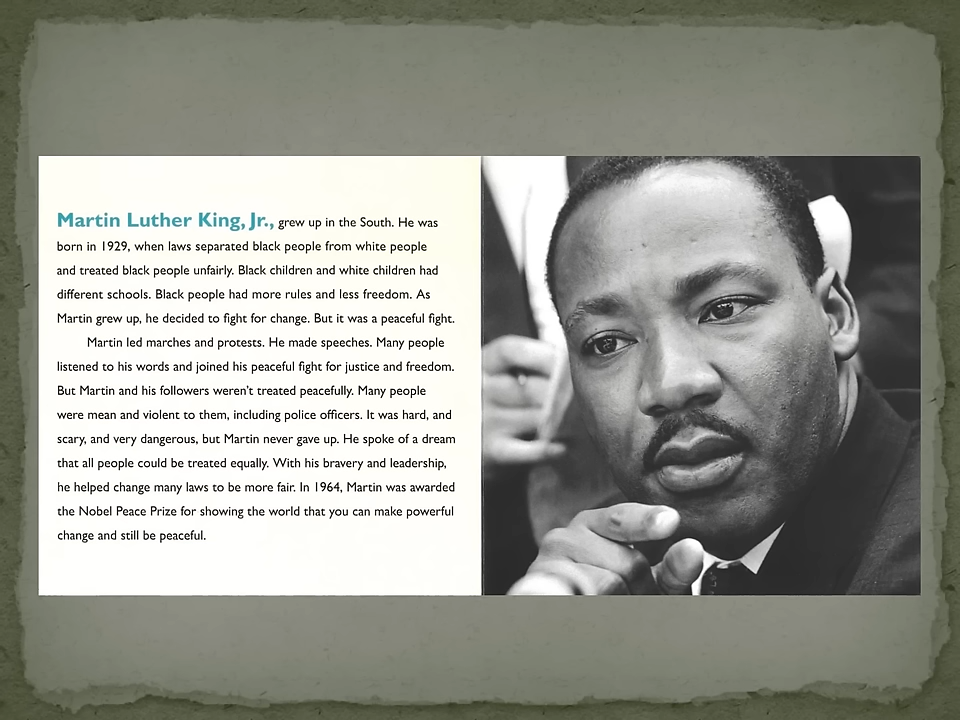 Martin Luther King, Jr., grew up in the South. He was
born in 1929, when laws separated black people from white people
and treated black people unfairly. Black children and white children had
different schools. Black people had more rules and less freedom. As
Martin grew up, he decided to fight for change. But it was a peaceful fight.
Martin led marches and protests. He made speeches. Many people
listened to his words and joined his peaceful fight for justice and freedom.
But Martin and his followers weren't treated peacefully. Many people
were mean and violent to them, including police officers. It was hard, and
scary, and very dangerous, but Martin never gave up. He spoke of a dream
that all people could be treated equally. With his bravery and leadership,
he helped change many laws to be more fair. In 1964, Martin was awarded
the Nobel Peace Prize for showing the world that you can make powerful
change and still be peaceful.